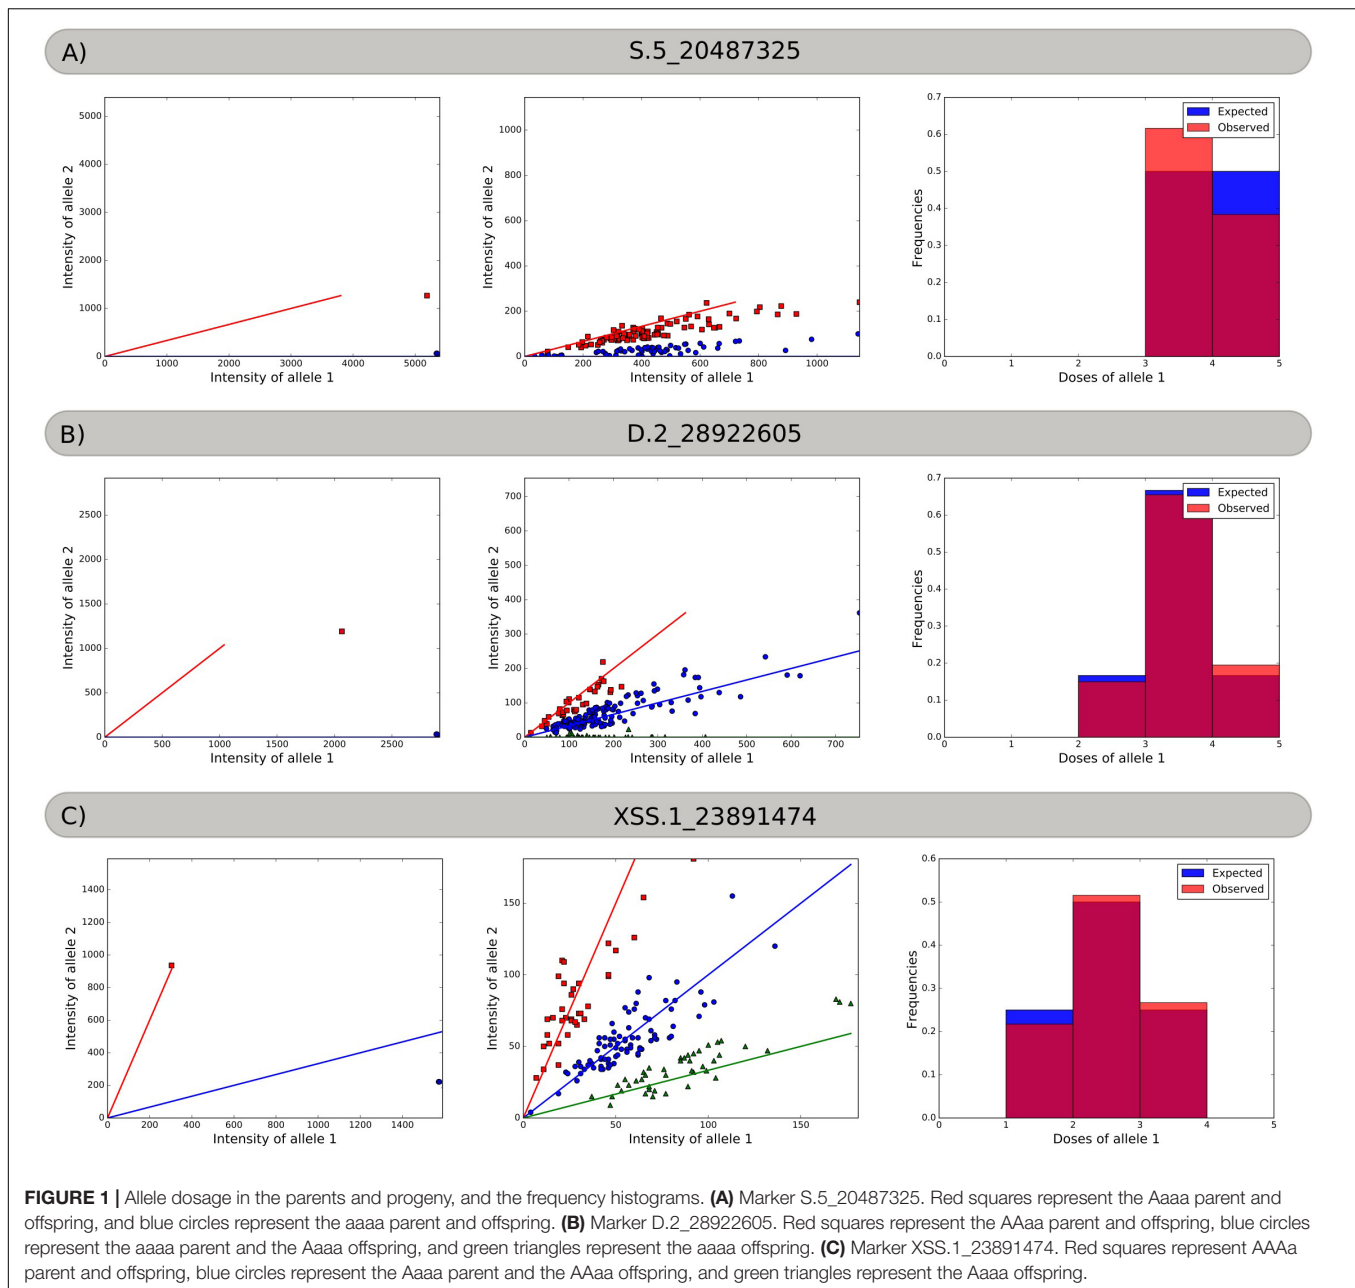 A) S.5_20487325
Intensity of allele 2
5000
4000
3000
2000
1000
0
0 1000 2000 3000 4000 5000
Intensity of allele 1
Intensity of allele 2
1000
800
600
400
200
0
0 200 400 600 800 1000
Intensity of allele 1
Frequencies
0.7
0.6
0.5
0.4
0.3
0.2
0.1
0.0
0 1 2 3 4 5
Doses of allele 1
Expected
Observed
B) D.2_28922605
Intensity of allele 2
2500
2000
1500
1000
500
0
0 500 1000 1500 2000 2500
Intensity of allele 1
Intensity of allele 2
700
600
500
400
300
200
100
0
0 100 200 300 400 500 600 700
Intensity of allele 1
Frequencies
0.7
0.6
0.5
0.4
0.3
0.2
0.1
0.0
0 1 2 3 4 5
Doses of allele 1
Expected
Observed
C) XSS.1_23891474
Intensity of allele 2
1400
1200
1000
800
600
400
200
0
0 200 400 600 800 1000 1200 1400
Intensity of allele 1
Intensity of allele 2
150
100
50
0
0 50 100 150
Intensity of allele 1
Frequencies
0.6
0.5
0.4
0.3
0.2
0.1
0.0
0 1 2 3 4 5
Doses of allele 1
Expected
Observed
FIGURE 1 | Allele dosage in the parents and progeny, and the frequency histograms. (A) Marker S.5_20487325. Red squares represent the Aaaa parent and
offspring, and blue circles represent the aaaa parent and offspring. (B) Marker D.2_28922605. Red squares represent the AAaa parent and offspring, blue circles
represent the aaaa parent and the Aaaa offspring, and green triangles represent the aaaa offspring. (C) Marker XSS.1_23891474. Red squares represent AAAa
parent and offspring, blue circles represent the Aaaa parent and the AAaa offspring, and green triangles represent the Aaaa offspring.